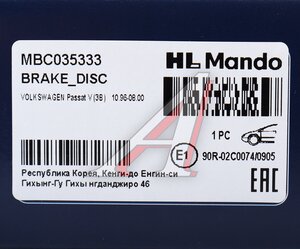 MBC035333
HL Mando
BRAKE_DISC
VOLKSWAGEN Passat V (3B) 10.96-08.00
1 PC
E1
90R-02C0074/0905
EAC
Республика Корея, Кенги-до Енгин-си
Гихынг-Гу Гихы нгданджиро 46